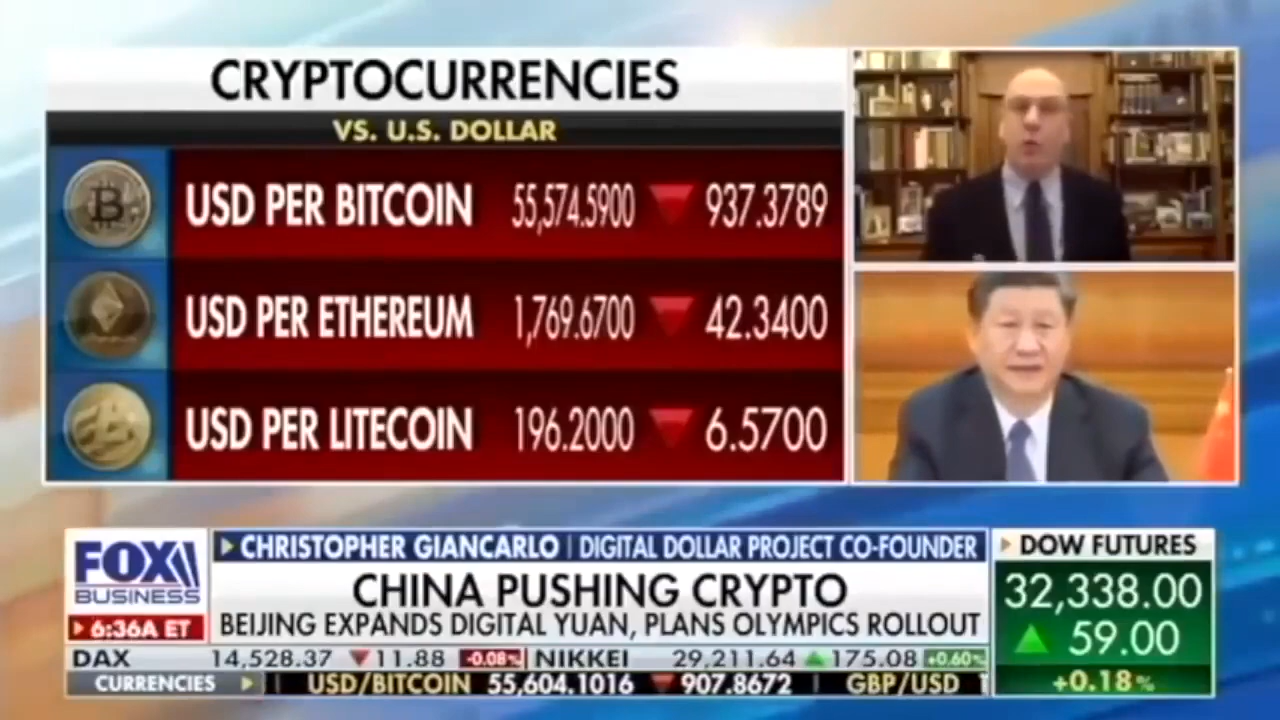 CRYPTOCURRENCIES
VS. U.S. DOLLAR
USD PER BITCOIN 55,574.5900 937.3789
USD PER ETHEREUM 1,769.6700 42.3400
USD PER LITECOIN 196.2000 6.5700
FOX BUSINESS
6:36A ET
CHRISTOPHER GIANCARLO | DIGITAL DOLLAR PROJECT CO-FOUNDER
CHINA PUSHING CRYPTO
BEIJING EXPANDS DIGITAL YUAN, PLANS OLYMPICS ROLLOUT
DOW FUTURES
32,338.00
59.00
+0.18%
DAX 14,528.37 11.88 -0.08% NIKKEI 29,211.64 175.08 +0.60%
CURRENCIES USD/BITCOIN 55,604.1016 907.8672 | GBP/USD